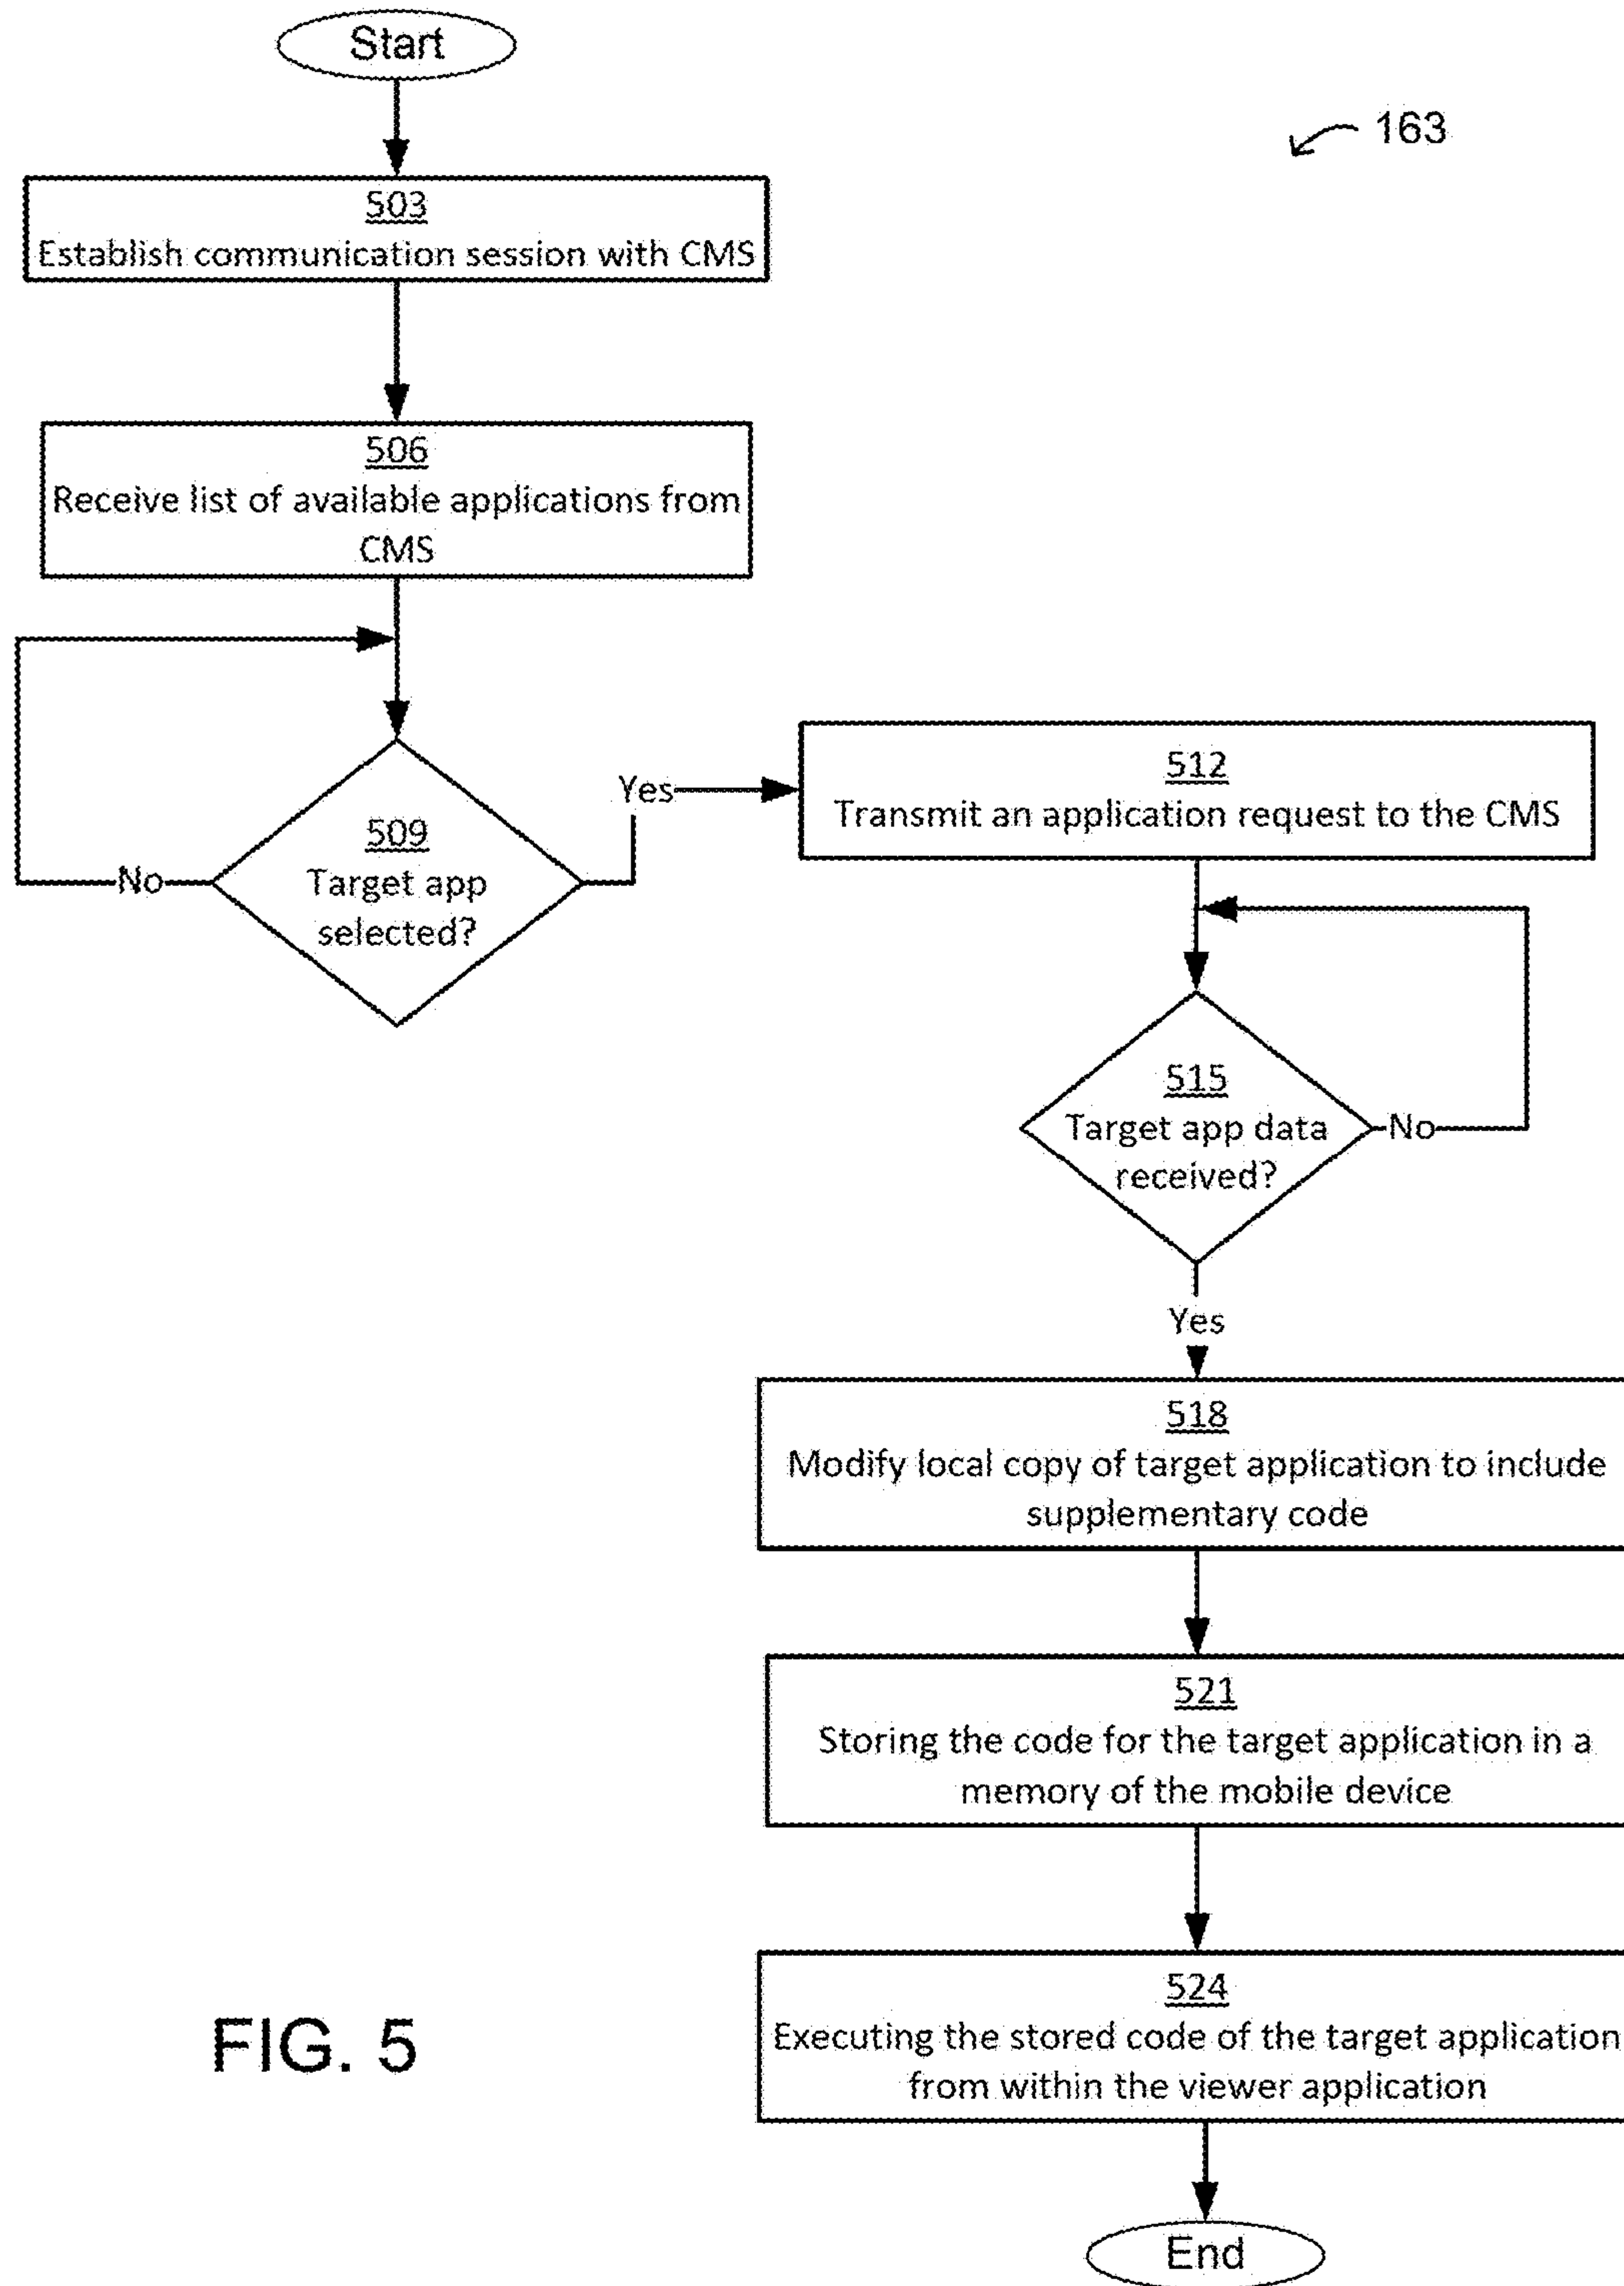 Start
163
503
Establish communication session with CMS
506
Receive list of available applications from
CMS
509
Target app
selected?
No
Yes
512
Transmit an application request to the CMS
515
Target app data
received?
No
Yes
518
Modify local copy of target application to include
supplementary code
521
Storing the code for the target application in a
memory of the mobile device
524
Executing the stored code of the target application
from within the viewer application
End
FIG. 5